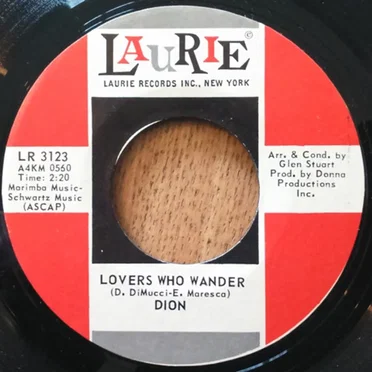 LAURIE ©
LAURIE RECORDS INC., NEW YORK
LR 3123
A4KM 0560
Time: 2:20
Marimba Music-
Schwartz Music
(ASCAP)
Arr. & Cond. by
Glen Stuart
Prod. by Donna
Productions
Inc.
LOVERS WHO WANDER
(D. DiMucci-E. Maresca)
DION